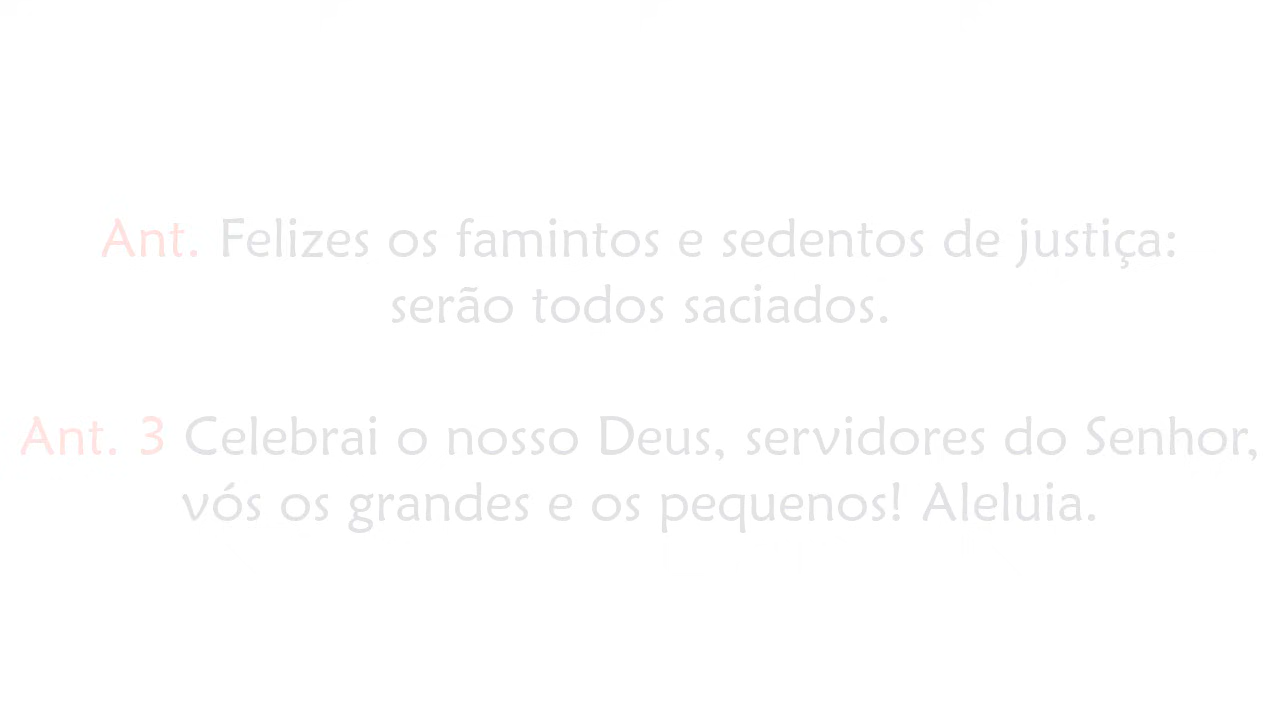 Ant. Felizes os famintos e sedentos de justiça:
serão todos saciados.
Ant. 3 Celebrai o nosso Deus, servidores do Senhor,
vós os grandes e os pequenos! Aleluia.